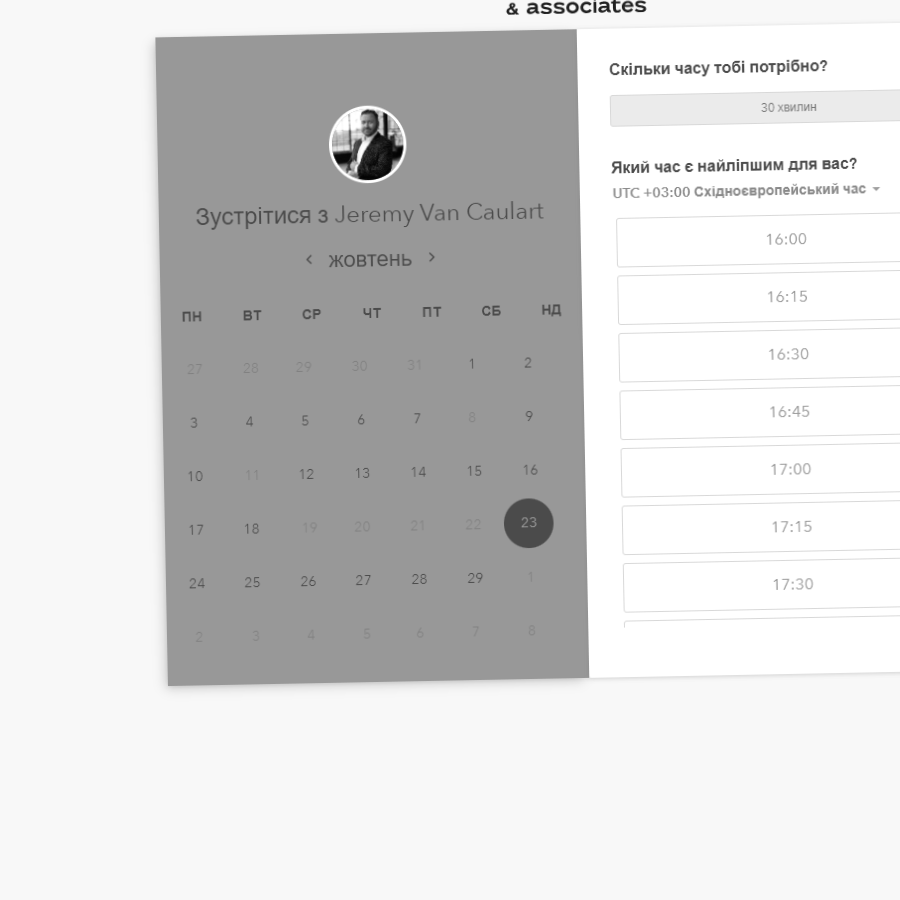 & associates
Зустрітися з Jeremy Van Caulart
жовтень
ПН ВТ СР ЧТ ПТ СБ НД
27 28 29 30 31 1 2
3 4 5 6 7 8 9
10 11 12 13 14 15 16
17 18 19 20 21 22 23
24 25 26 27 28 29 1
2 3 4 5 6 7 8
Скільки часу тобі потрібно?
30 хвилин
Який час є найліпшим для вас?
UTC +03:00 Східноєвропейський час
16:00
16:15
16:30
16:45
17:00
17:15
17:30